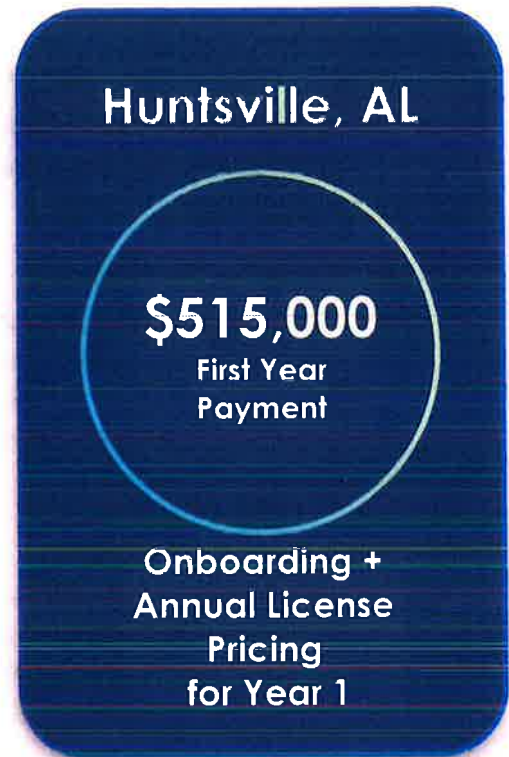 Huntsville, AL
$515,000
First Year
Payment
Onboarding +
Annual License
Pricing
for Year 1